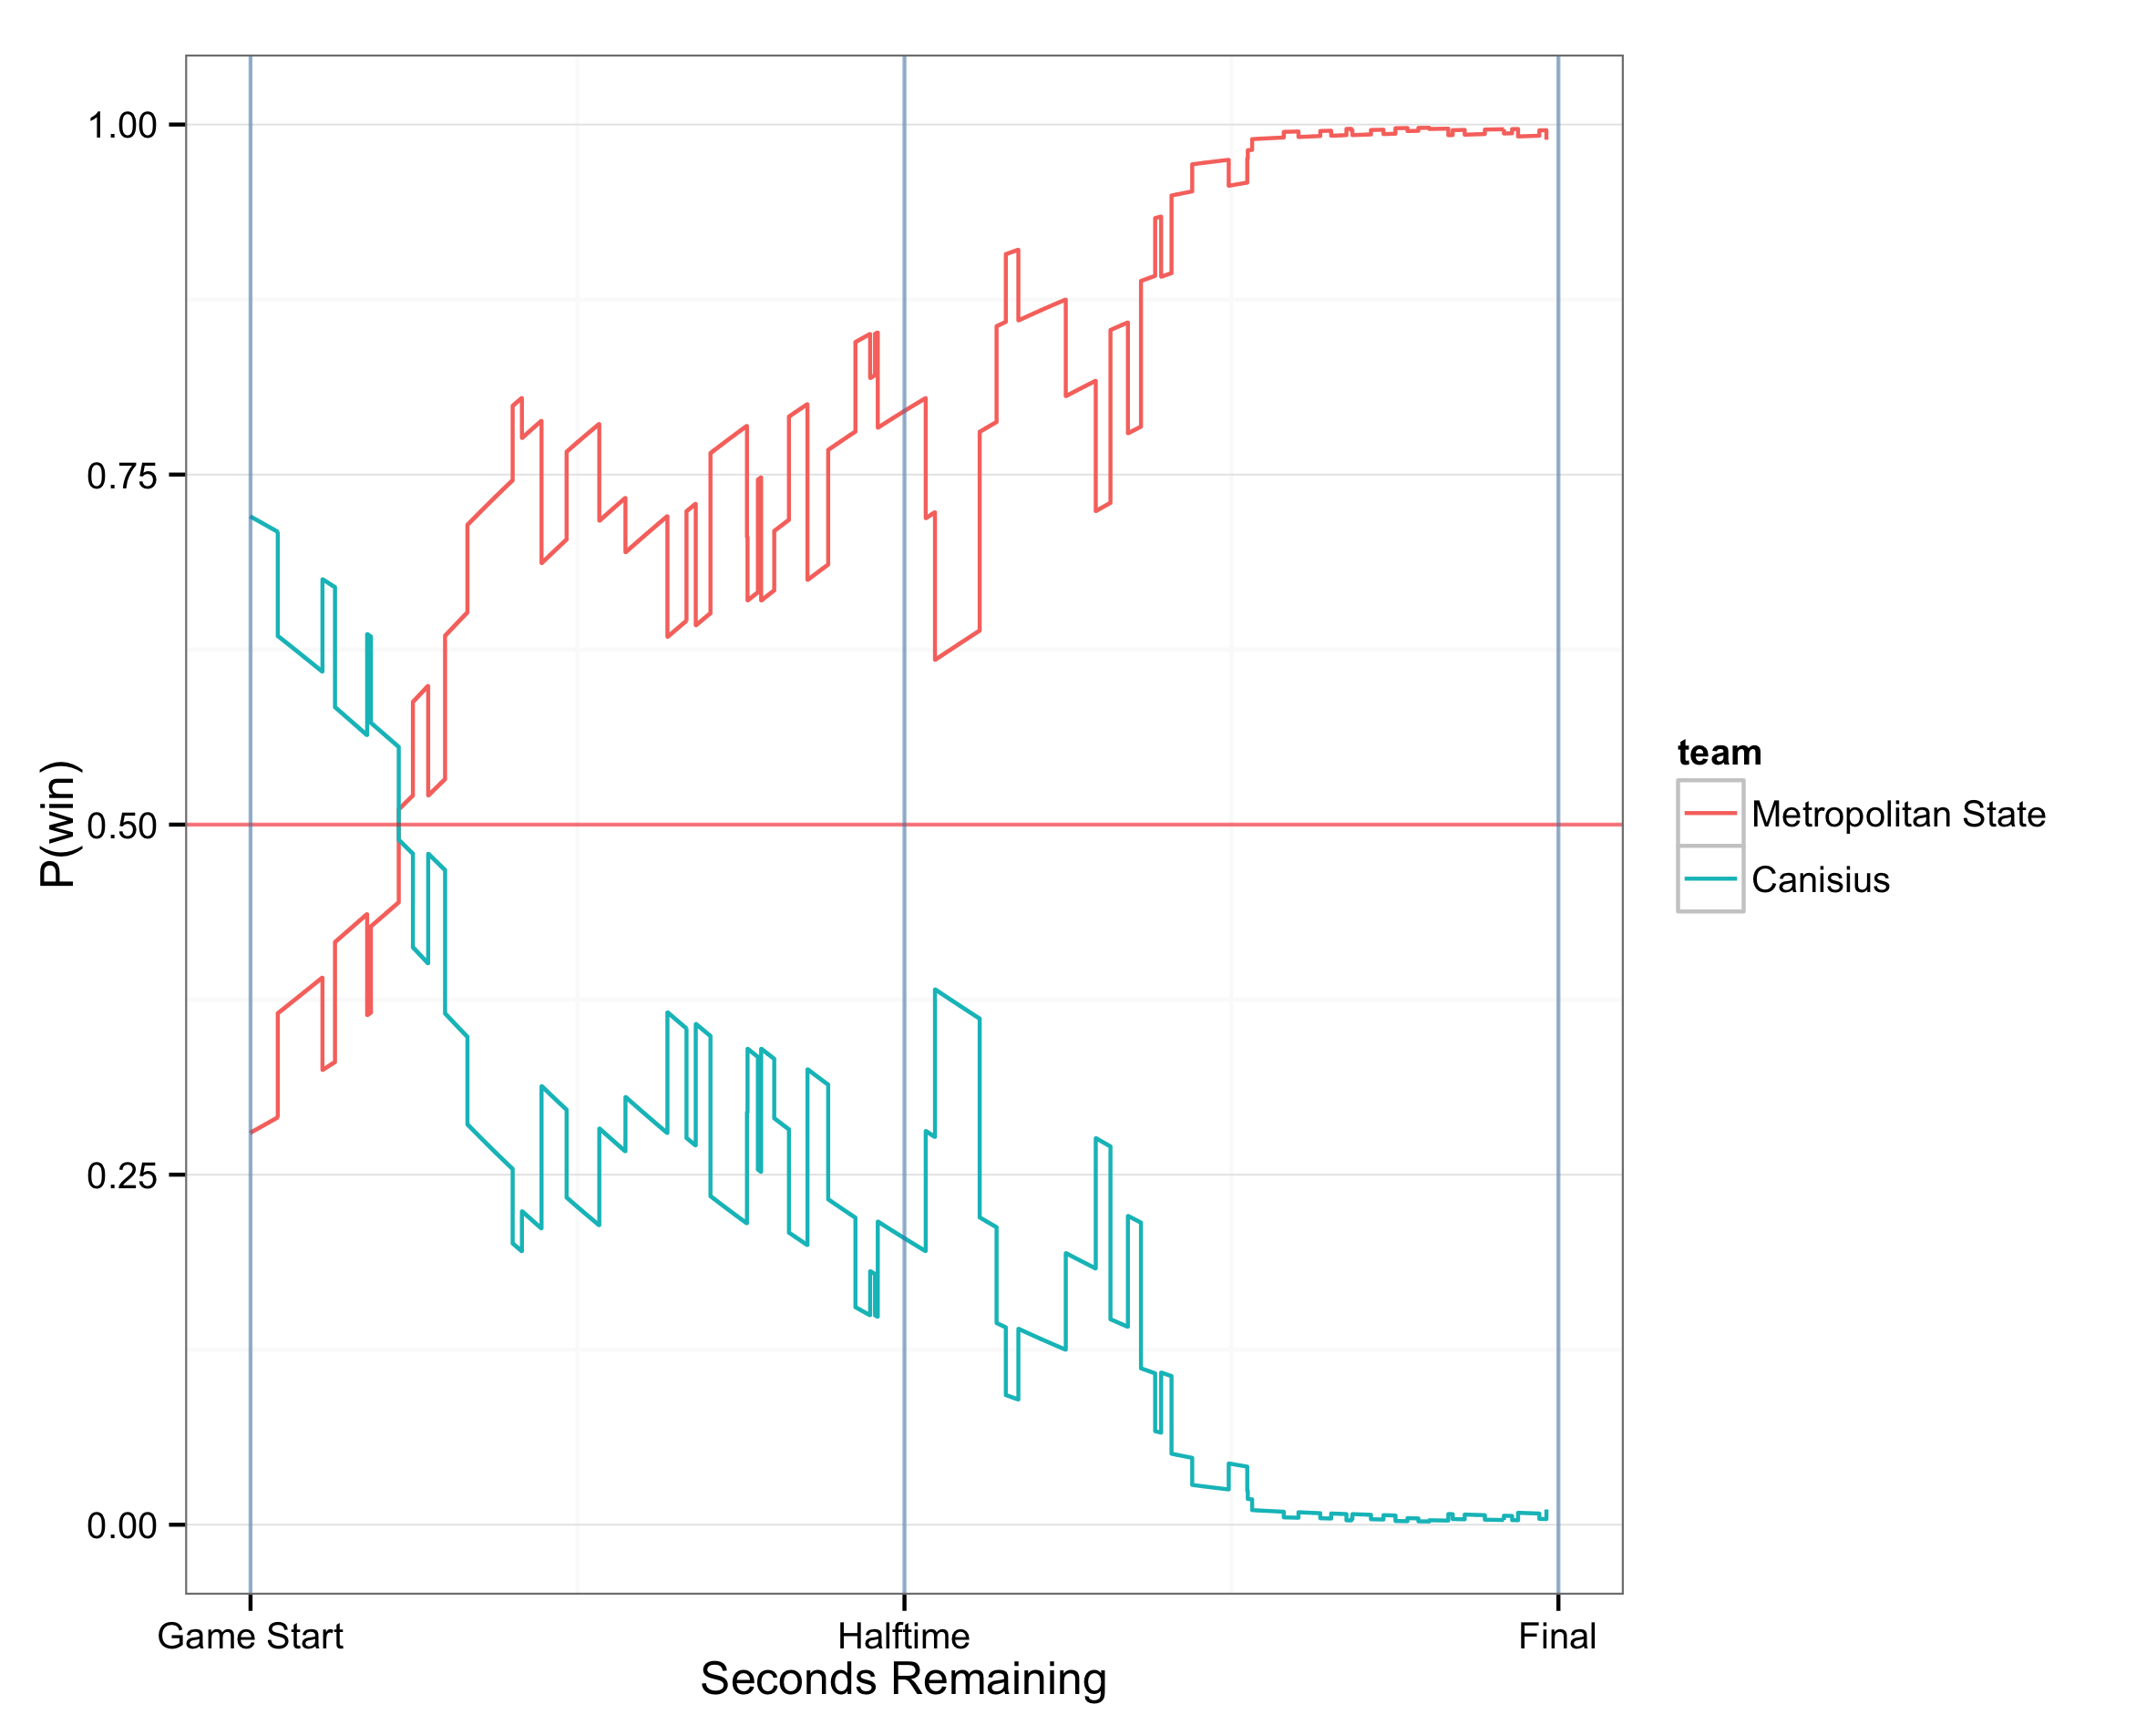 1.00
0.75
0.50
0.25
0.00
P(win)
Game Start
Halftime
Final
Seconds Remaining
team
Metropolitan State
Canisius